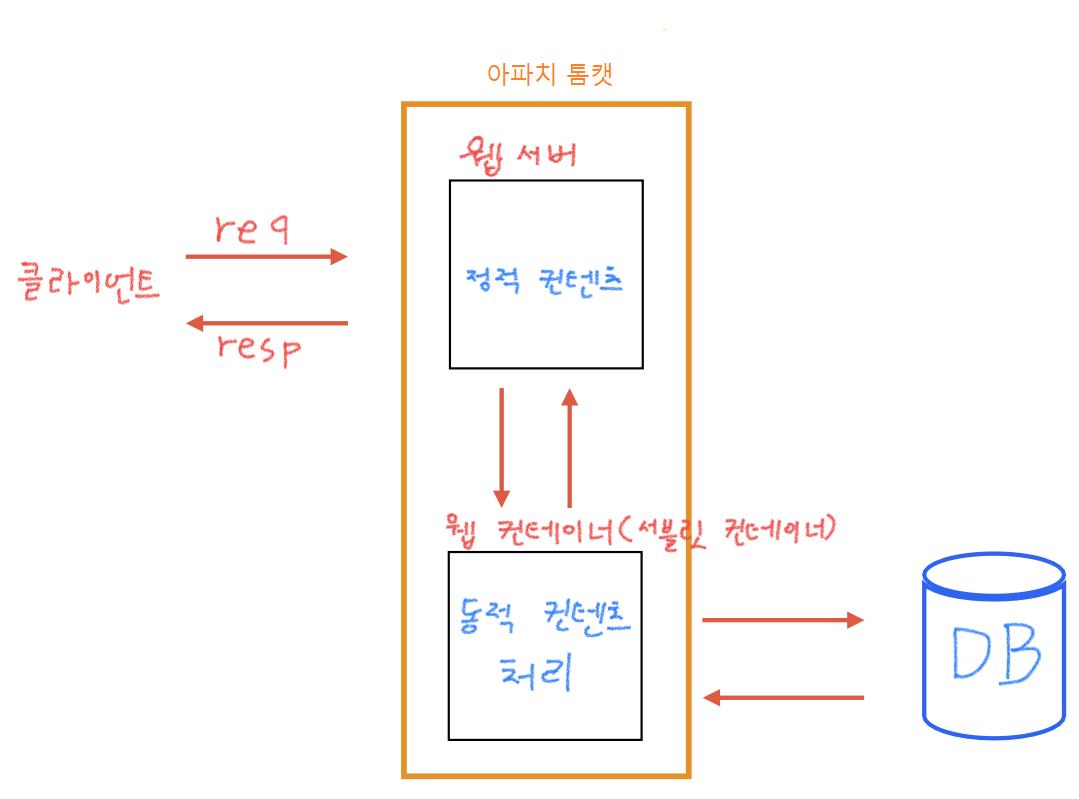 아파치 톰캣
웹 서버
req
클라이언트
정적 컨텐츠
resp
웹 컨테이너(서블릿 컨테이너)
동적 컨텐츠
처리
DB